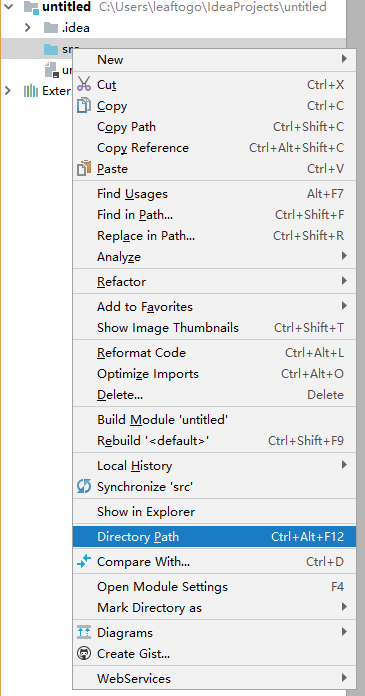 untitled C:\Users\leaftogo\IdeaProjects\untitled
.idea
src
New
Cut Ctrl+X
Copy Ctrl+C
Copy Path Ctrl+Shift+C
Copy Reference Ctrl+Alt+Shift+C
Paste Ctrl+V
Find Usages Alt+F7
Find in Path... Ctrl+Shift+F
Replace in Path... Ctrl+Shift+R
Analyze
Refactor
Add to Favorites
Show Image Thumbnails Ctrl+Shift+T
Reformat Code Ctrl+Alt+L
Optimize Imports Ctrl+Alt+O
Delete... Delete
Build Module 'untitled'
Rebuild '<default>' Ctrl+Shift+F9
Local History
Synchronize 'src'
Show in Explorer
Directory Path Ctrl+Alt+F12
Compare With... Ctrl+D
Open Module Settings F4
Mark Directory as
Diagrams
Create Gist...
WebServices